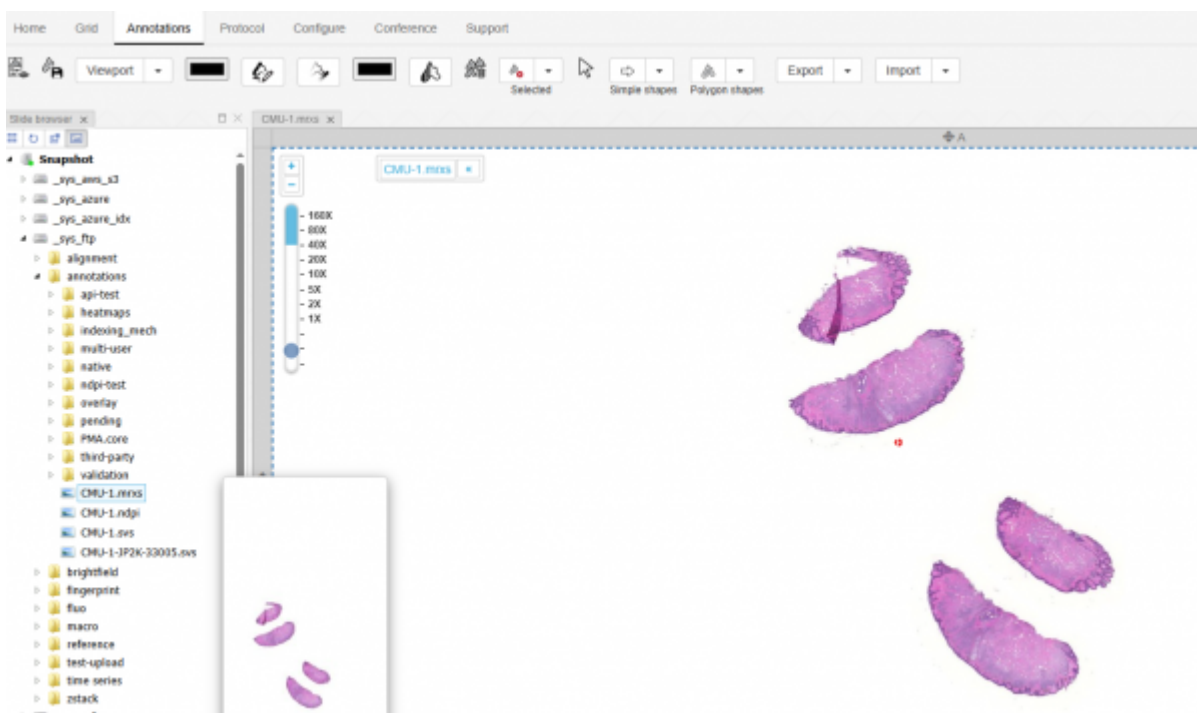 Home Grid Annotations Protocol Configure Conference Support
Viewport Export Import
Selected Simple shapes Polygon shapes
Slide browser x CMU-1.mrxs x
A
Snapshot
CMU-1.mrxs «
_sys_aws_s3
_sys_azure
_sys_azure_idx
_sys_ftp
alignment
annotations
api-test
heatmaps
indexing_mech
multi-user
native
ndpi-test
overlay
pending
PMA.core
third-party
validation
CMU-1.mrxs
CMU-1.ndpi
CMU-1.svs
CMU-1-JP2K-33005.svs
brightfield
fingerprint
fluo
macro
reference
test-upload
time series
zstack
+
-
- 160X
- 80X
- 40X
- 20X
- 10X
- 5X
- 2X
- 1X